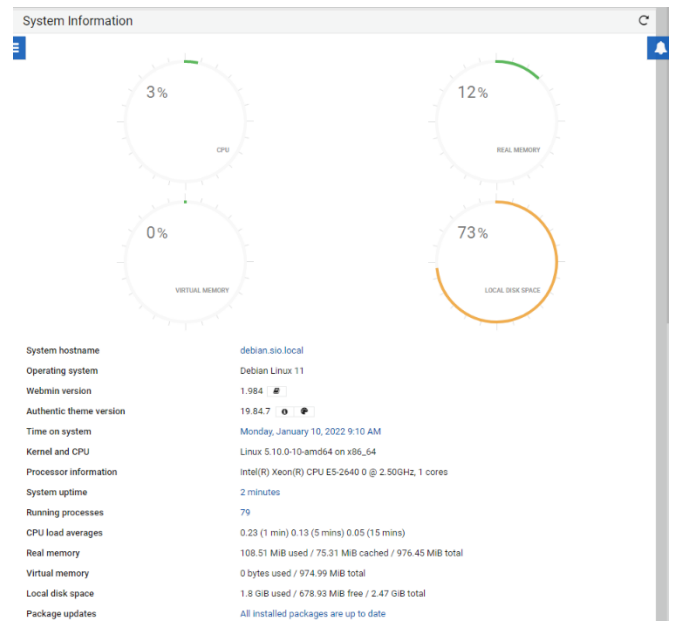 System Information
3%
CPU
12%
REAL MEMORY
0%
VIRTUAL MEMORY
73%
LOCAL DISK SPACE
System hostname debian.sio.local
Operating system Debian Linux 11
Webmin version 1.984
Authentic theme version 19.84.7
Time on system Monday, January 10, 2022 9:10 AM
Kernel and CPU Linux 5.10.0-10-amd64 on x86_64
Processor information Intel(R) Xeon(R) CPU E5-2640 0 @ 2.50GHz, 1 cores
System uptime 2 minutes
Running processes 79
CPU load averages 0.23 (1 min) 0.13 (5 mins) 0.05 (15 mins)
Real memory 108.51 MiB used / 75.31 MiB cached / 976.45 MiB total
Virtual memory 0 bytes used / 974.99 MiB total
Local disk space 1.8 GiB used / 678.93 MiB free / 2.47 GiB total
Package updates All installed packages are up to date